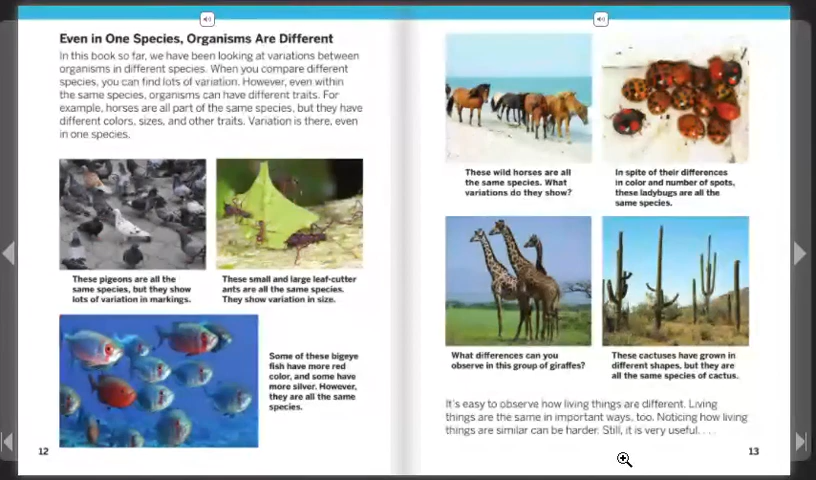 Even in One Species, Organisms Are Different
In this book so far, we have been looking at variations between
organisms in different species. When you compare different
species, you can find lots of variation. However, even within
the same species, organisms can have different traits. For
example, horses are all part of the same species, but they have
different colors, sizes, and other traits. Variation is there, even
in one species.
These pigeons are all the
same species, but they show
lots of variation in markings.
These small and large leaf-cutter
ants are all the same species.
They show variation in size.
Some of these bigeye
fish have more red
color, and some have
more silver. However,
they are all the same
species.
12
These wild horses are all
the same species. What
variations do they show?
In spite of their differences
in color and number of spots,
these ladybugs are all the
same species.
What differences can you
observe in this group of giraffes?
These cactuses have grown in
different shapes, but they are
all the same species of cactus.
It's easy to observe how living things are different. Living
things are the same in important ways, too. Noticing how living
things are similar can be harder. Still, it is very useful. . . .
13